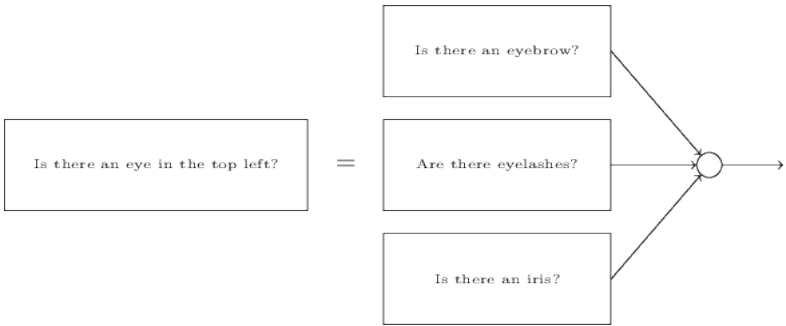 Is there an eyebrow?
Is there an eye in the top left?
=
Are there eyelashes?
Is there an iris?